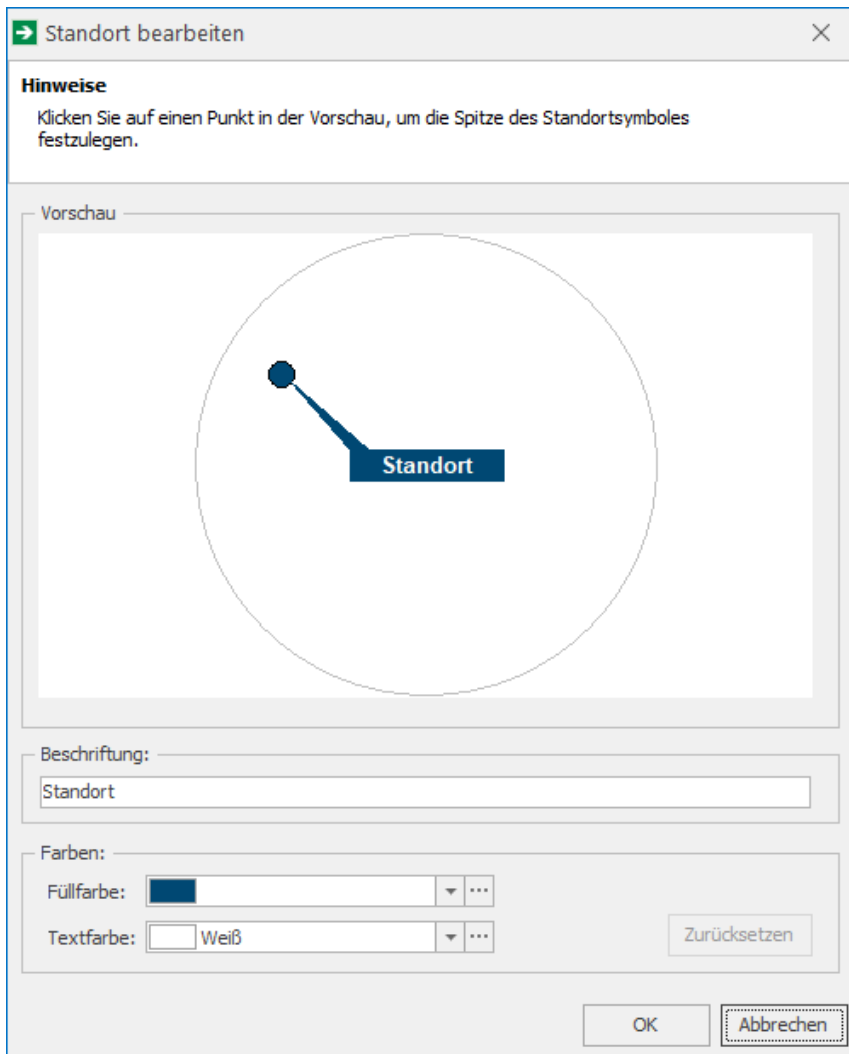 Standort bearbeiten
Hinweise
Klicken Sie auf einen Punkt in der Vorschau, um die Spitze des Standortsymboles
festzulegen.
Vorschau
Standort
Beschriftung:
Standort
Farben:
Füllfarbe:
Textfarbe: Weiß
Zurücksetzen
OK Abbrechen